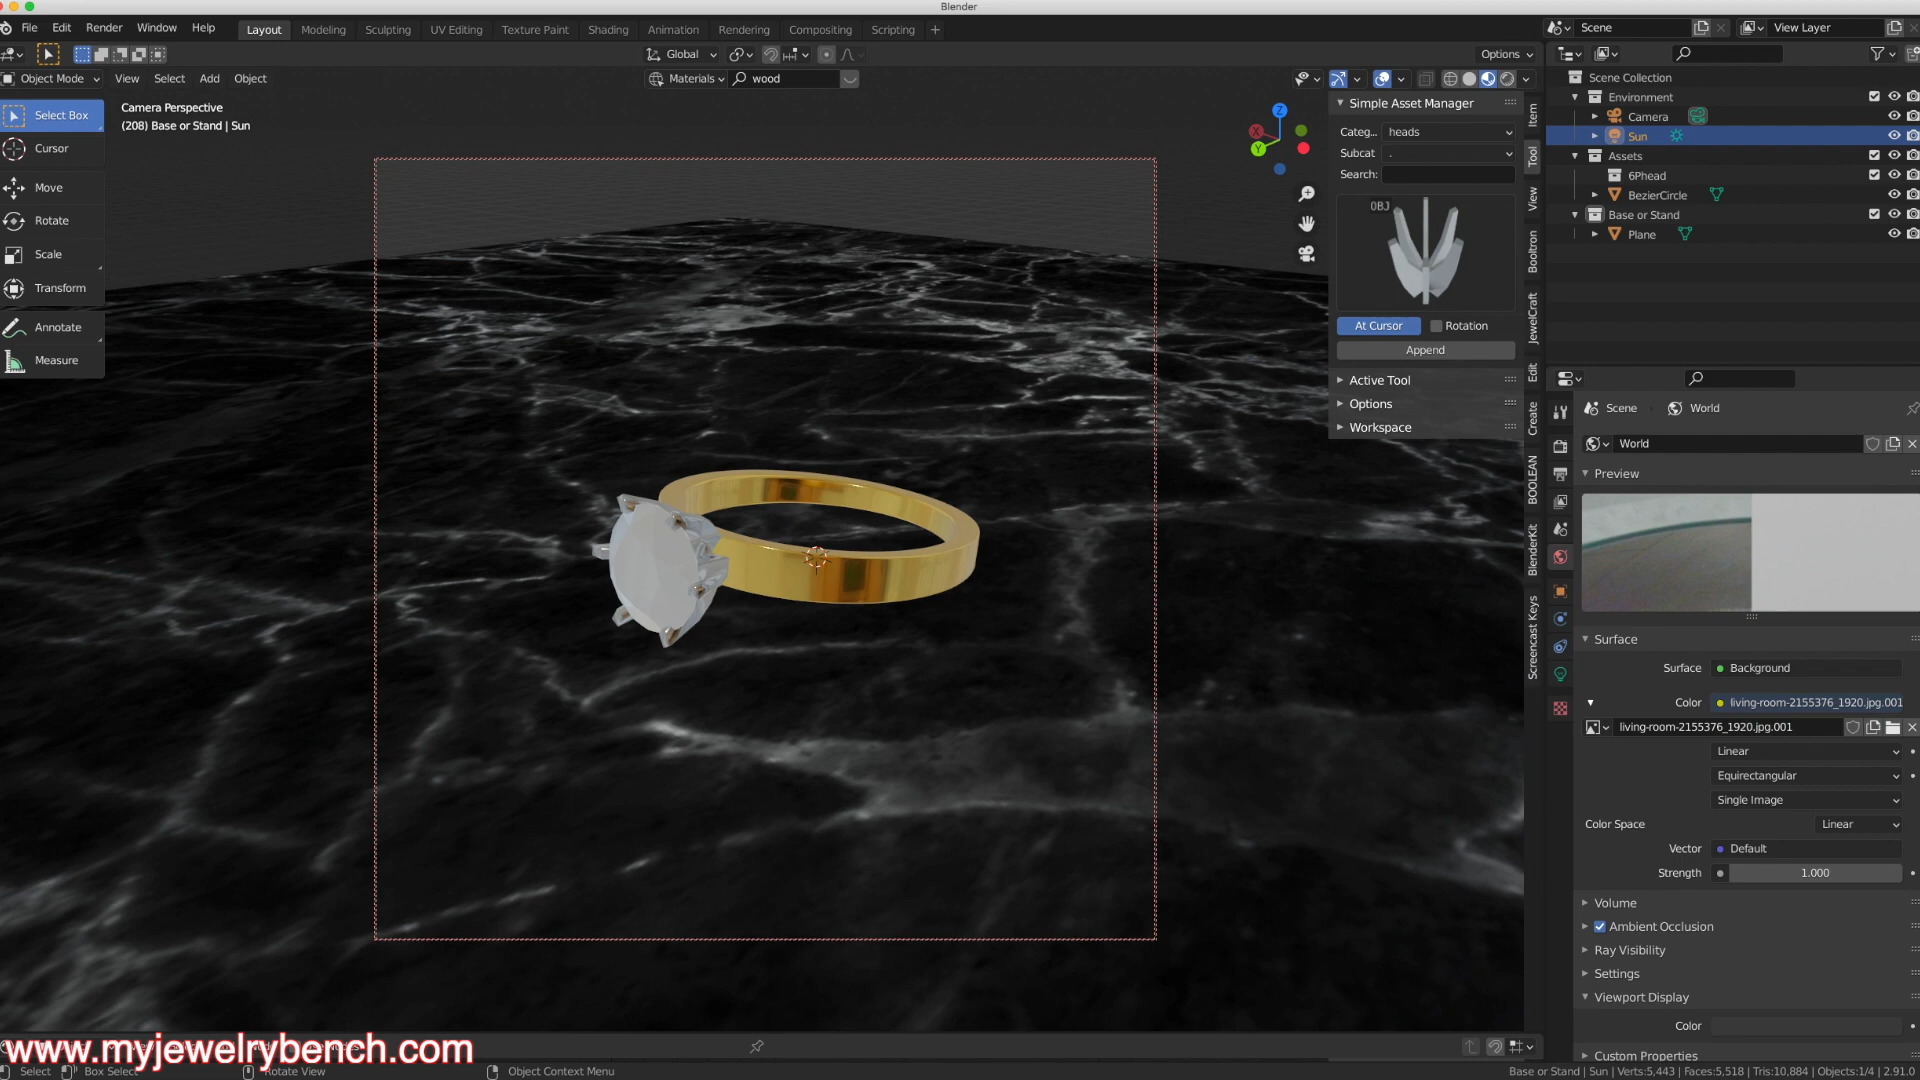 Blender
File Edit Render Window Help
Layout Modeling Sculpting UV Editing Texture Paint Shading Animation Rendering Compositing Scripting +
Scene
View Layer
Global
Options
Object Mode View Select Add Object
Materials wood
Select Box
Cursor
Move
Rotate
Scale
Transform
Annotate
Measure
Camera Perspective
(208) Base or Stand | Sun
Z
X
Y
Simple Asset Manager
Categ... heads
Subcat .
Search:
OBJ
At Cursor Rotation
Append
Active Tool
Options
Workspace
Item
Tool
View
Booltron
JewelCraft
Edit
Create
BOOLEAN
BlenderKit
Screencast Keys
Scene Collection
Environment
Camera
Sun
Assets
6Phead
BezierCircle
Base or Stand
Plane
Scene World
World
Preview
Surface
Surface Background
Color living-room-2155376_1920.jpg.001
living-room-2155376_1920.jpg.001
Linear
Equirectangular
Single Image
Color Space Linear
Vector Default
Strength 1.000
Volume
Ambient Occlusion
Ray Visibility
Settings
Viewport Display
Color
Custom Properties
www.myjewelrybench.com
Select Box Select Rotate View Object Context Menu
Base or Stand | Sun | Verts:5,443 | Faces:5,518 | Tris:10,884 | Objects:1/4 | 2.91.0